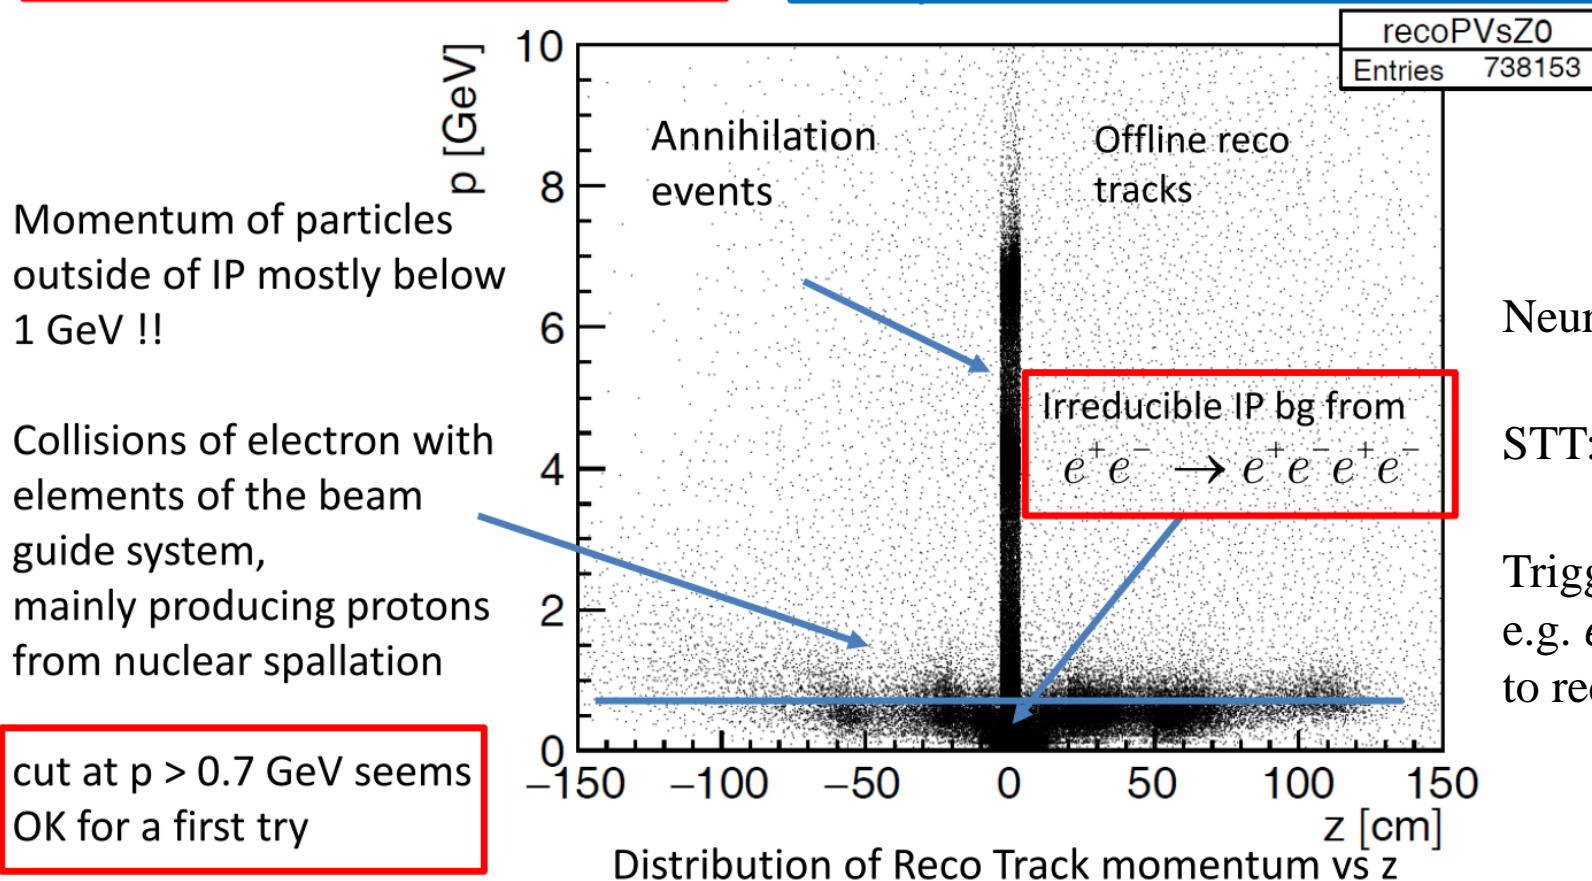 recoPVsZ0
Entries 738153
p [GeV]
10
8
6
4
2
0
−150 −100 −50 0 50 100 150
z [cm]
Annihilation
events
Offline reco
tracks
Irreducible IP bg from
e⁺e⁻ → e⁺e⁻e⁺e⁻
Momentum of particles
outside of IP mostly below
1 GeV !!
Collisions of electron with
elements of the beam
guide system,
mainly producing protons
from nuclear spallation
cut at p > 0.7 GeV seems
OK for a first try
Distribution of Reco Track momentum vs z
STT:
e.g.